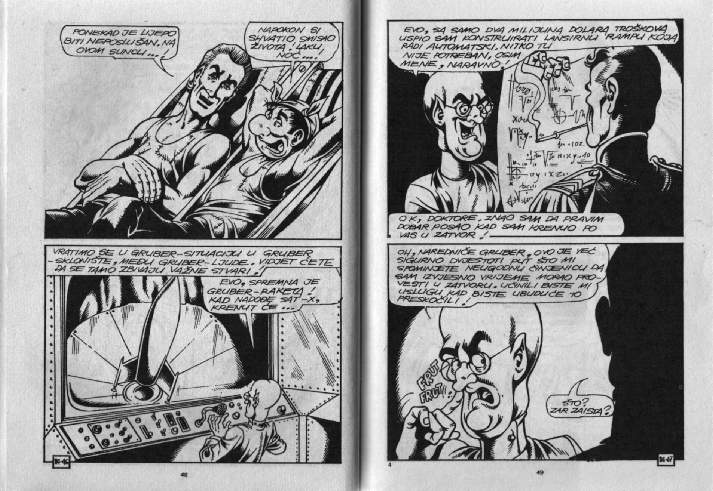 PONEKAD JE LIJEPO
BITI NEPOSLUŠAN, NA
OVOM SUNCU...
NAPOKON SI
SHVATIO SMISAO
ŽIVOTA! LAKU
NOĆ...
VRATIMO SE U GRUBER-SITUACIJU U GRUBER
SKLONIŠTE, MEĐU GRUBER-LJUDE. VIDJET ĆETE
DA SE TAMO ZBIVAJU VAŽNE STVARI!
EVO, SPREMNA JE
GRUBER-RAKETA!
KAD NADOĐE SAT-X,
KRENUT ĆE...
48
EVO, SA SAMO DVA MILIJUNA DOLARA TROŠKOVA
USPIO SAM KONSTRUIRATI LANSIRNU RAMPU KOJA
RADI AUTOMATSKI, NITKO TU
NIJE POTREBAN, OSIM
MENE, NARAVNO!
OK, DOKTORE, ZNAO SAM DA PRAVIM
DOBAR POSAO KAD SAM KRENUO PO
VAS U ZATVOR!
OH, NAREDNIČE GRUBER, OVO JE VEĆ
SIGURNO DVJESTOTI PUT ŠTO MI
SPOMINJETE NEUGODNU ČINJENICU DA
SAM IZVJESNO VRIJEME MORAO PRO-
VESTI U ZATVORU. UČINILI BISTE MI
USLUGU KAD BISTE UBUDUĆE TO
PRESKOČILI!
FRUT
FRUT!
ŠTO?
ZAR ZAISTA?
4
49